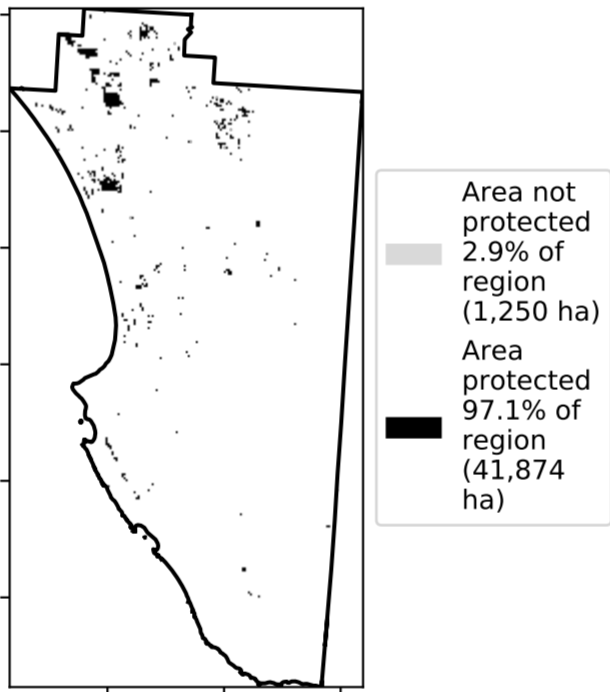 Area not
protected
2.9% of
region
(1,250 ha)
Area
protected
97.1% of
region
(41,874
ha)